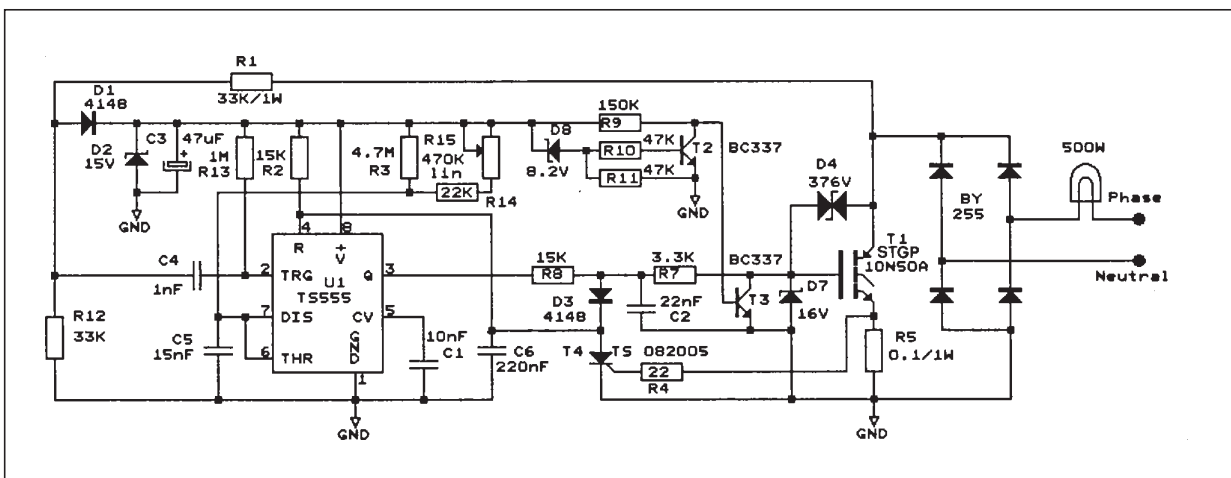 R1
33K/1W
D1
4148
D2
15V
C3
47uF
+
1M
R13
15K
R2
4.7M
R3
R15
470K
lin
22K
R14
D8
8.2V
150K
R9
47K
R10
R11
47K
T2
BC337
GND
GND
D4
376V
BY
255
500W
Phase
Neutral
T1
STGP
10N50A
C4
1nF
4
8
R
+
V
2
TRG
U1
TS555
Q
3
7
DIS
CV
5
6
THR
GND
1
R12
33K
C5
15nF
10nF
C1
C6
220nF
15K
R8
3.3K
R7
BC337
D3
4148
22nF
C2
T3
D7
16V
T4
TS
082005
22
R4
R5
0.1/1W
GND
GND